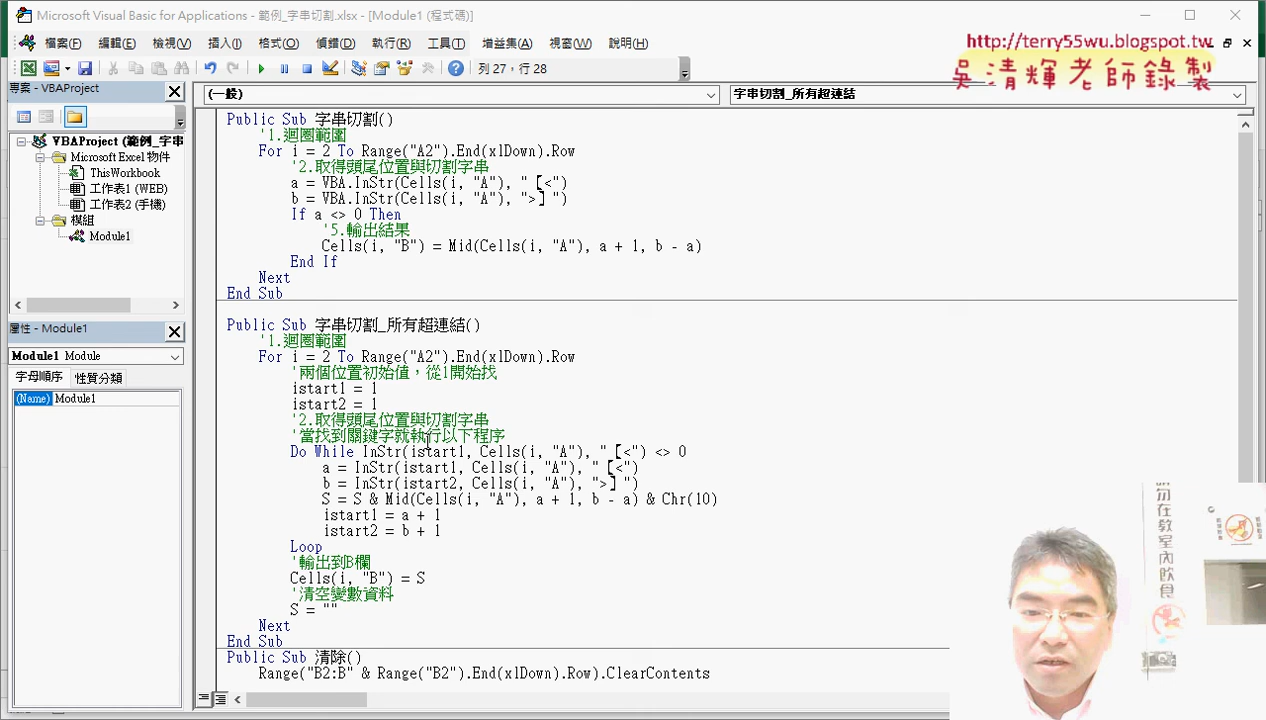 Microsoft Visual Basic for Applications - 範例_字串切割.xlsx - [Module1 (程式碼)]
http://terry55wu.blogspot.tw
吳清輝老師錄製
檔案(F) 編輯(E) 檢視(V) 插入(I) 格式(O) 偵錯(D) 執行(R) 工具(T) 增益集(A) 視窗(W) 說明(H)
列 27，行 28
專案 - VBAProject
(一般)
字串切割_所有超連結
VBAProject (範例_字串
Microsoft Excel 物件
ThisWorkbook
工作表1 (WEB)
工作表2 (手機)
模組
Module1
屬性 - Module1
Module1 Module
字母順序 性質分類
(Name) Module1
Public Sub 字串切割()
'1.迴圈範圍
For i = 2 To Range("A2").End(xlDown).Row
'2.取得頭尾位置與切割字串
a = VBA.InStr(Cells(i, "A"), "【<")
b = VBA.InStr(Cells(i, "A"), ">】")
If a <> 0 Then
'5.輸出結果
Cells(i, "B") = Mid(Cells(i, "A"), a + 1, b - a)
End If
Next
End Sub
Public Sub 字串切割_所有超連結()
'1.迴圈範圍
For i = 2 To Range("A2").End(xlDown).Row
'兩個位置初始值，從1開始找
istart1 = 1
istart2 = 1
'2.取得頭尾位置與切割字串
'當找到關鍵字就執行以下程序
Do While InStr(istart1, Cells(i, "A"), "【<") <> 0
a = InStr(istart1, Cells(i, "A"), "【<")
b = InStr(istart2, Cells(i, "A"), ">】")
S = S & Mid(Cells(i, "A"), a + 1, b - a) & Chr(10)
istart1 = a + 1
istart2 = b + 1
Loop
'輸出到B欄
Cells(i, "B") = S
'清空變數資料
S = ""
Next
End Sub
Public Sub 清除()
Range("B2:B" & Range("B2").End(xlDown).Row).ClearContents
請勿在教室內飲食